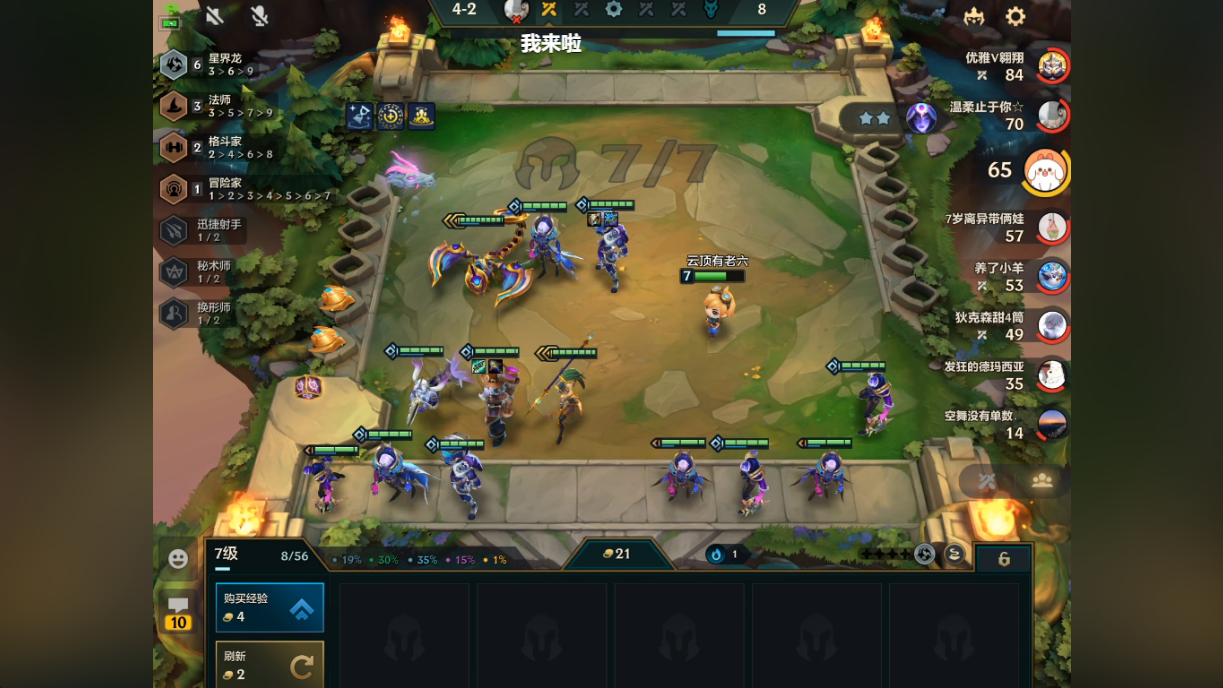 4-2
8
我来啦
6 星界龙
3 > 6 > 9
3 法师
3 > 5 > 7 > 9
2 格斗家
2 > 4 > 6 > 8
1 冒险家
1 > 2 > 3 > 4 > 5 > 6 > 7
迅捷射手
1 / 2
秘术师
1 / 2
换形师
1 / 2
7/7
云顶有老六
7
优雅V翱翔
84
温柔止于你☆
70
65
7岁离异带俩娃
57
养了小羊
53
狄克森甜4筒
49
发狂的德玛西亚
35
空舞没有单数.
14
7级
8/56
19% 30% 35% 15% 1%
21
1
购买经验
4
刷新
2
10